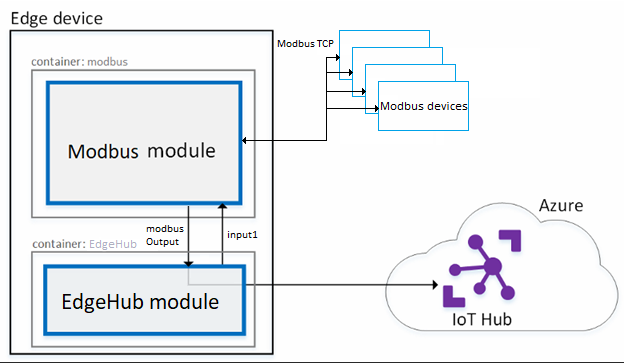 Edge device
container: modbus
Modbus module
Modbus TCP
Modbus devices
modbus
Output
input1
container: EdgeHub
EdgeHub module
Azure
IoT Hub